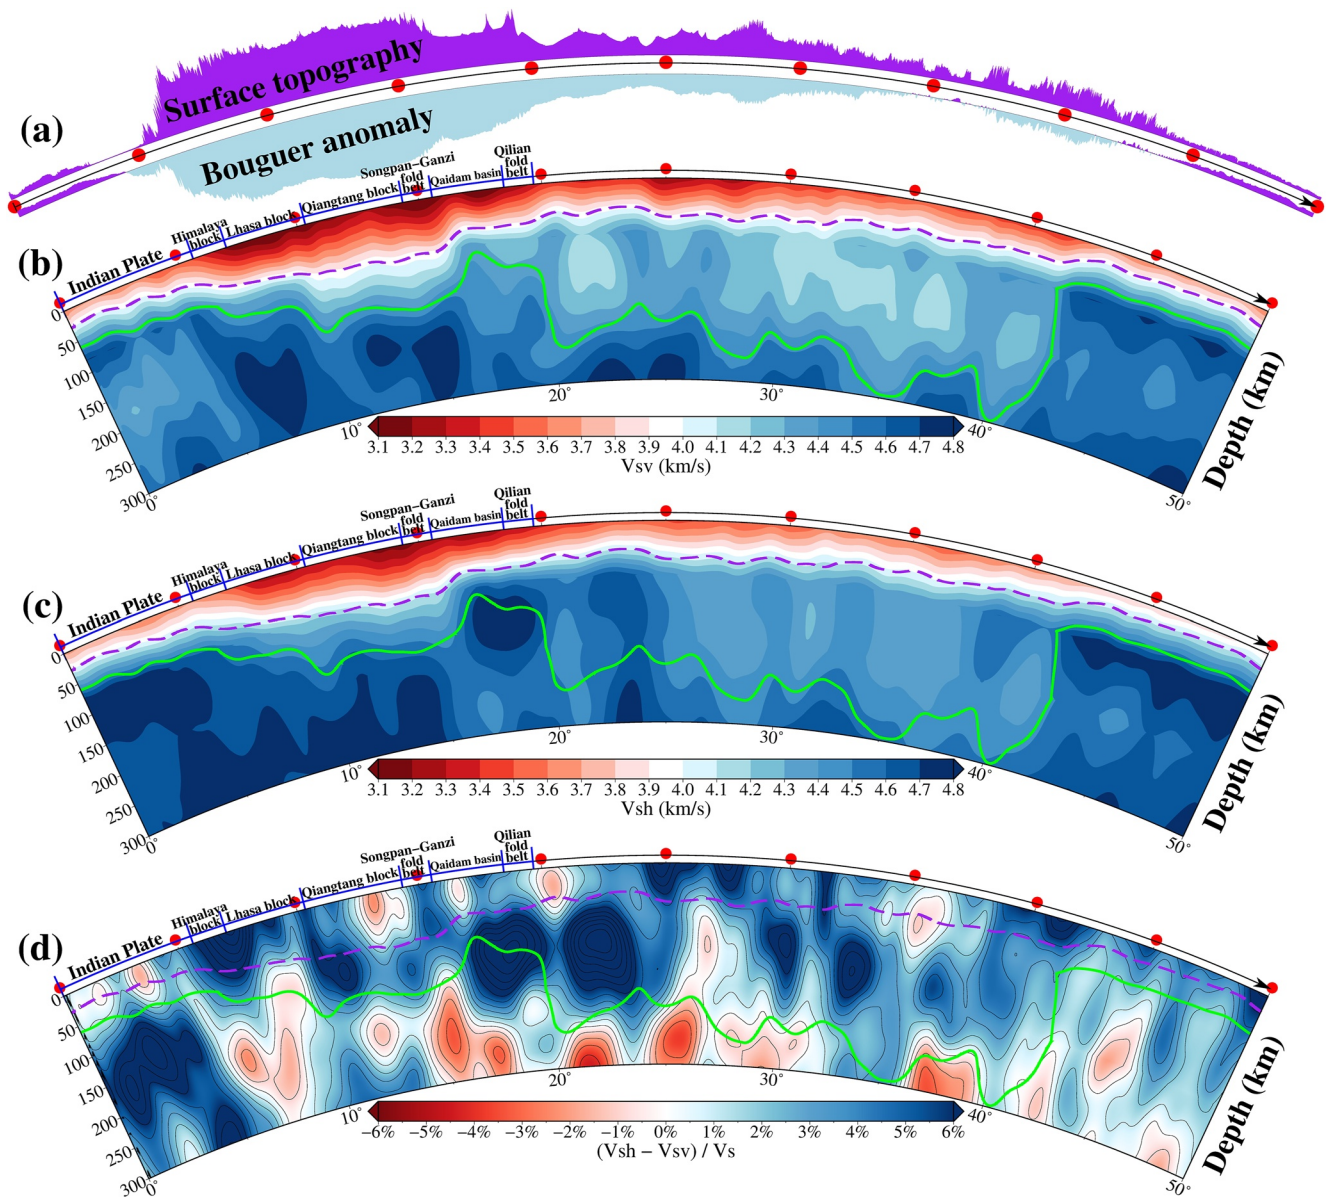 (a)
Surface topography
Bouguer anomaly
(b)
Indian Plate
Himalaya
block
Lhasa block
Qiangtang block
Songpan-Ganzi
fold
belt
Qaidam basin
Qilian
fold
belt
0
50
100
150
200
250
300
0°
10°
20°
30°
40°
50°
Depth (km)
3.1 3.2 3.3 3.4 3.5 3.6 3.7 3.8 3.9 4.0 4.1 4.2 4.3 4.4 4.5 4.6 4.7 4.8
Vsv (km/s)
(c)
Indian Plate
Himalaya
block
Lhasa block
Qiangtang block
Songpan-Ganzi
fold
belt
Qaidam basin
Qilian
fold
belt
0
50
100
150
200
250
300
0°
10°
20°
30°
40°
50°
Depth (km)
3.1 3.2 3.3 3.4 3.5 3.6 3.7 3.8 3.9 4.0 4.1 4.2 4.3 4.4 4.5 4.6 4.7 4.8
Vsh (km/s)
(d)
Indian Plate
Himalaya
block
Lhasa block
Qiangtang block
Songpan-Ganzi
fold
belt
Qaidam basin
Qilian
fold
belt
0
50
100
150
200
250
300
0°
10°
20°
30°
40°
50°
Depth (km)
−6% −5% −4% −3% −2% −1% 0% 1% 2% 3% 4% 5% 6%
(Vsh − Vsv) / Vs